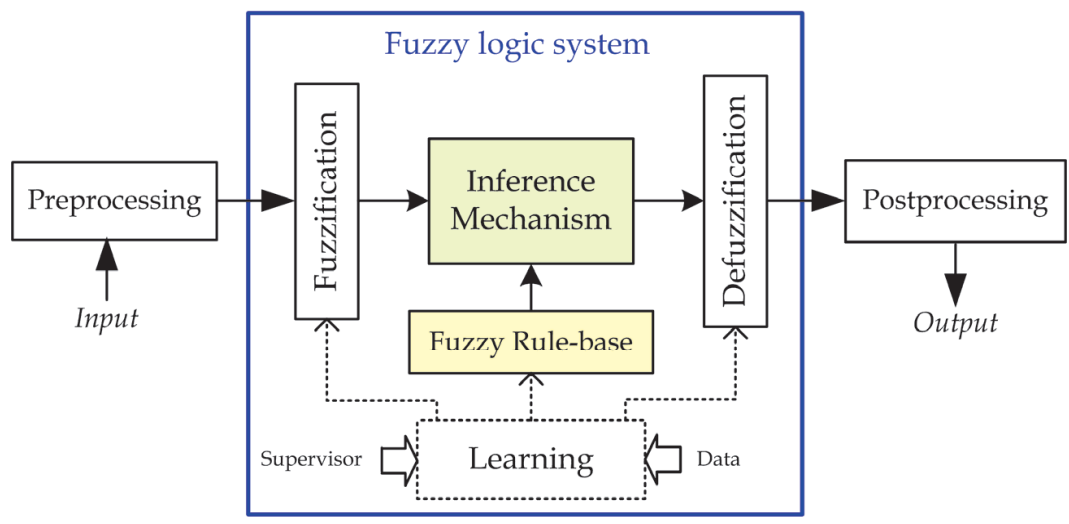 Fuzzy logic system
Preprocessing
Input
Fuzzification
Inference
Mechanism
Fuzzy Rule-base
Defuzzification
Postprocessing
Output
Supervisor
Learning
Data